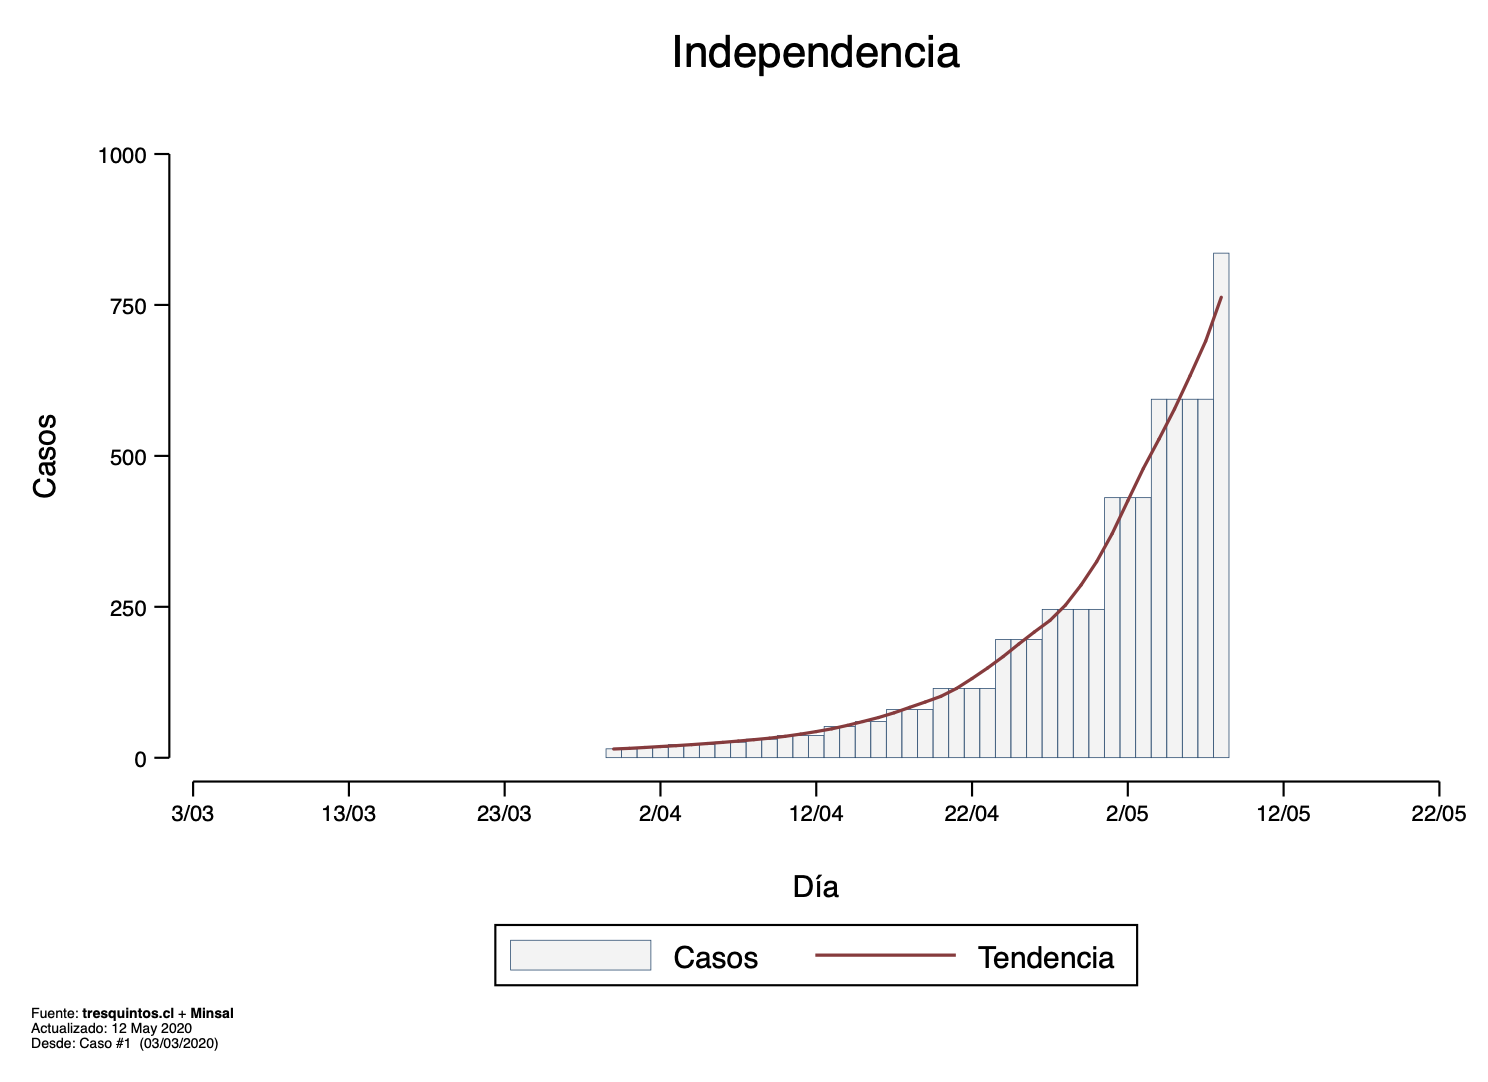 Independencia
1000
750
500
250
0
Casos
3/03 13/03 23/03 2/04 12/04 22/04 2/05 12/05 22/05
Día
Casos Tendencia
Fuente: tresquintos.cl + Minsal
Actualizado: 12 May 2020
Desde: Caso #1 (03/03/2020)